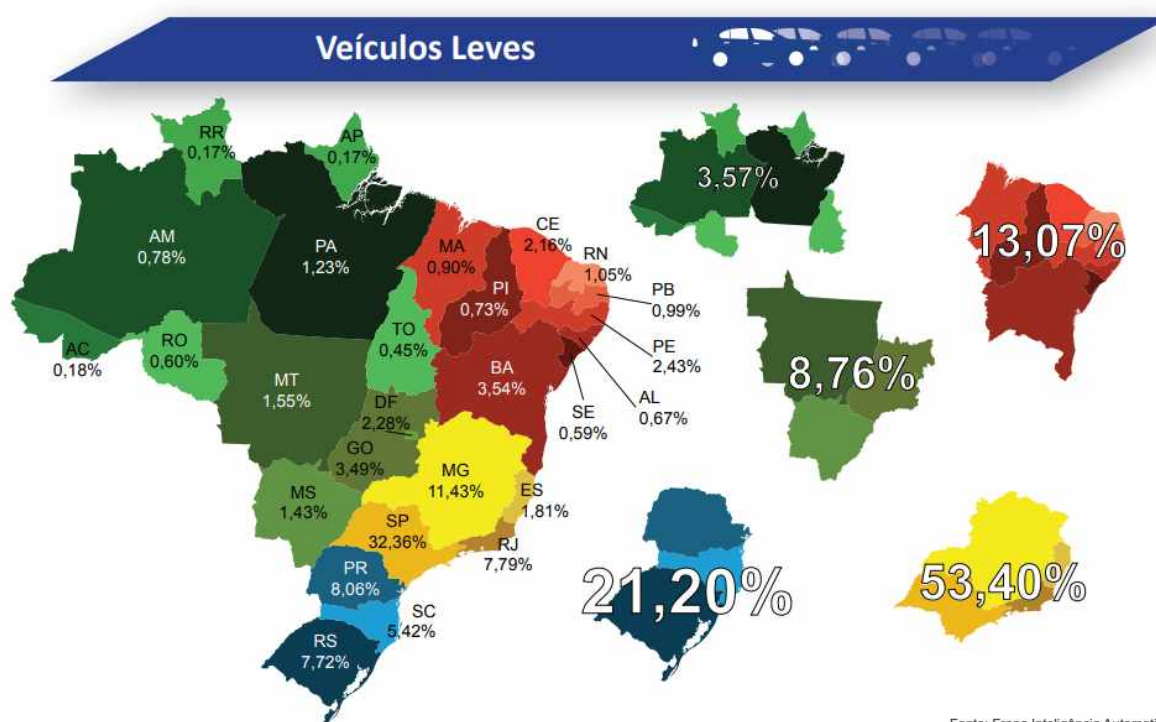 Veículos Leves
RR
0,17%
AP
0,17%
AM
0,78%
PA
1,23%
MA
0,90%
CE
2,16%
RN
1,05%
PI
0,73%
PB
0,99%
PE
2,43%
AL
0,67%
SE
0,59%
AC
0,18%
RO
0,60%
TO
0,45%
MT
1,55%
BA
3,54%
DF
2,28%
GO
3,49%
MG
11,43%
ES
1,81%
MS
1,43%
SP
32,36%
RJ
7,79%
PR
8,06%
SC
5,42%
RS
7,72%
3,57%
13,07%
8,76%
21,20%
53,40%